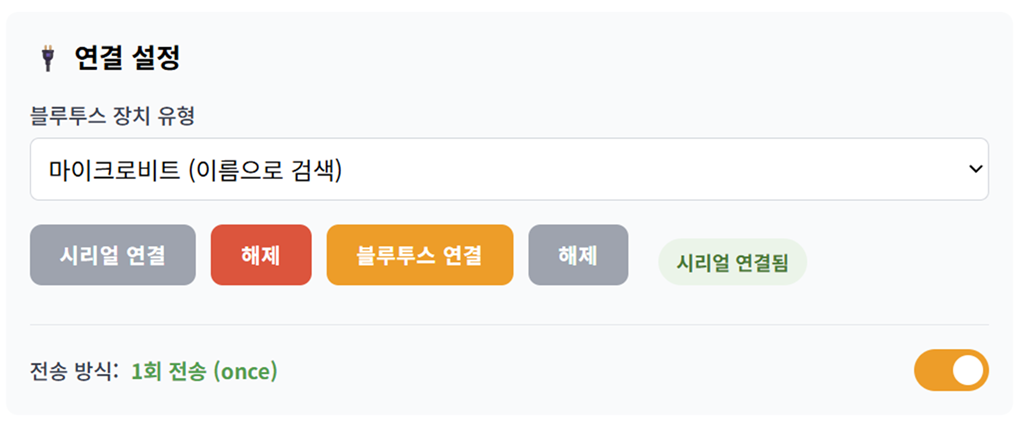 연결 설정
블루투스 장치 유형
마이크로비트 (이름으로 검색)
시리얼 연결 해제 블루투스 연결 해제 시리얼 연결됨
전송 방식: 1회 전송 (once)